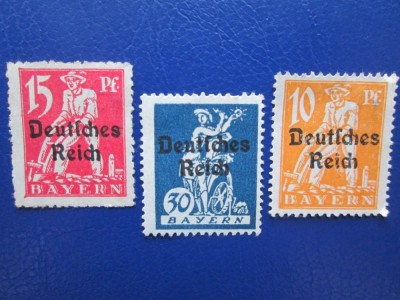 15 Pf.
Deutsches
Reich
BAYERN
Deutsches
Reich
30
BAYERN
10 Pf.
Deutsches
Reich
BAYERN